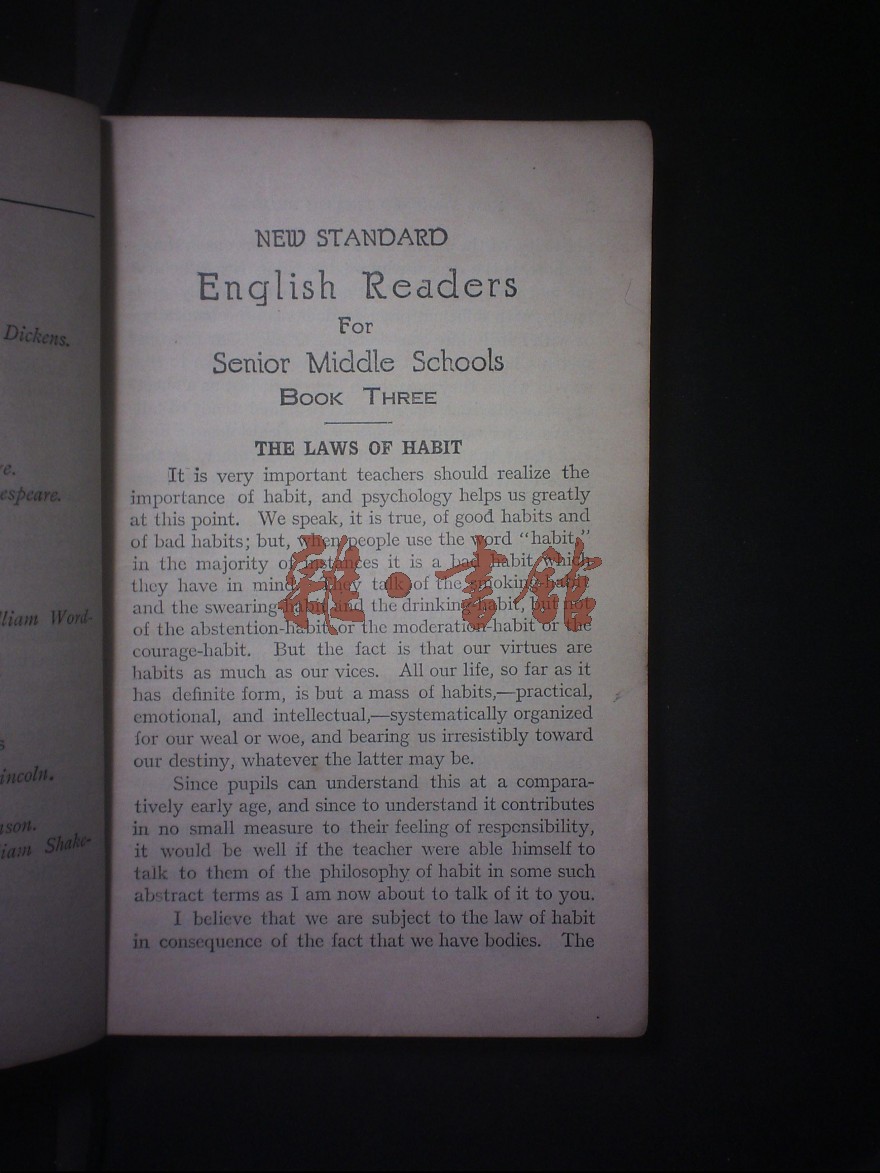 Dickens.
espeare.
lliam Word-
incoln.
iam Shake-
NEW STANDARD
English Readers
For
Senior Middle Schools
BOOK THREE
THE LAWS OF HABIT
It is very important teachers should realize the
importance of habit, and psychology helps us greatly
at this point. We speak, it is true, of good habits and
of bad habits; but, when people use the word “habit,”
in the majority of instances it is a bad habit which
they have in mind. They talk of the smoking-habit
and the swearing-habit and the drinking-habit, but not
of the abstention-habit or the moderation-habit or the
courage-habit. But the fact is that our virtues are
habits as much as our vices. All our life, so far as it
has definite form, is but a mass of habits,—practical,
emotional, and intellectual,—systematically organized
for our weal or woe, and bearing us irresistibly toward
our destiny, whatever the latter may be.
Since pupils can understand this at a compara-
tively early age, and since to understand it contributes
in no small measure to their feeling of responsibility,
it would be well if the teacher were able himself to
talk to them of the philosophy of habit in some such
abstract terms as I am now about to talk of it to you.
I believe that we are subject to the law of habit
in consequence of the fact that we have bodies. The
雅·書館